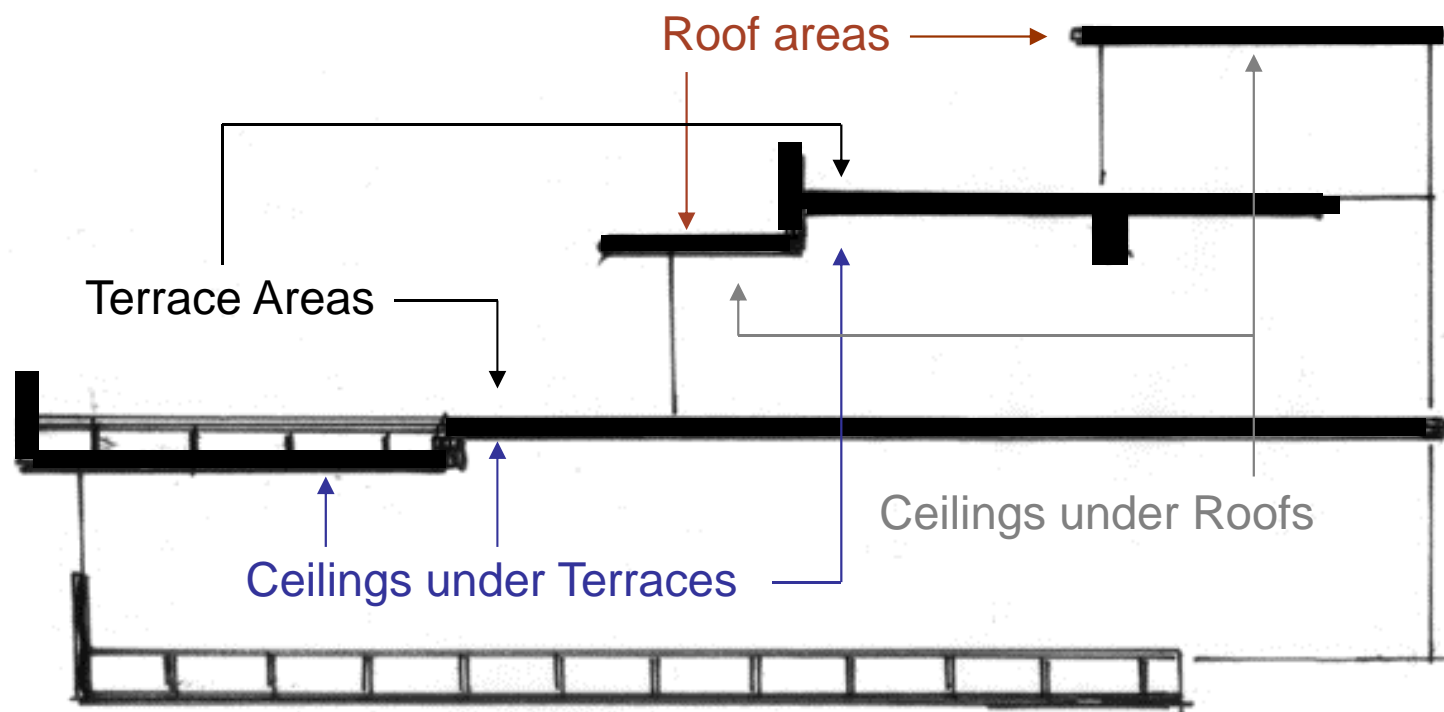 Roof areas
Terrace Areas
Ceilings under Roofs
Ceilings under Terraces